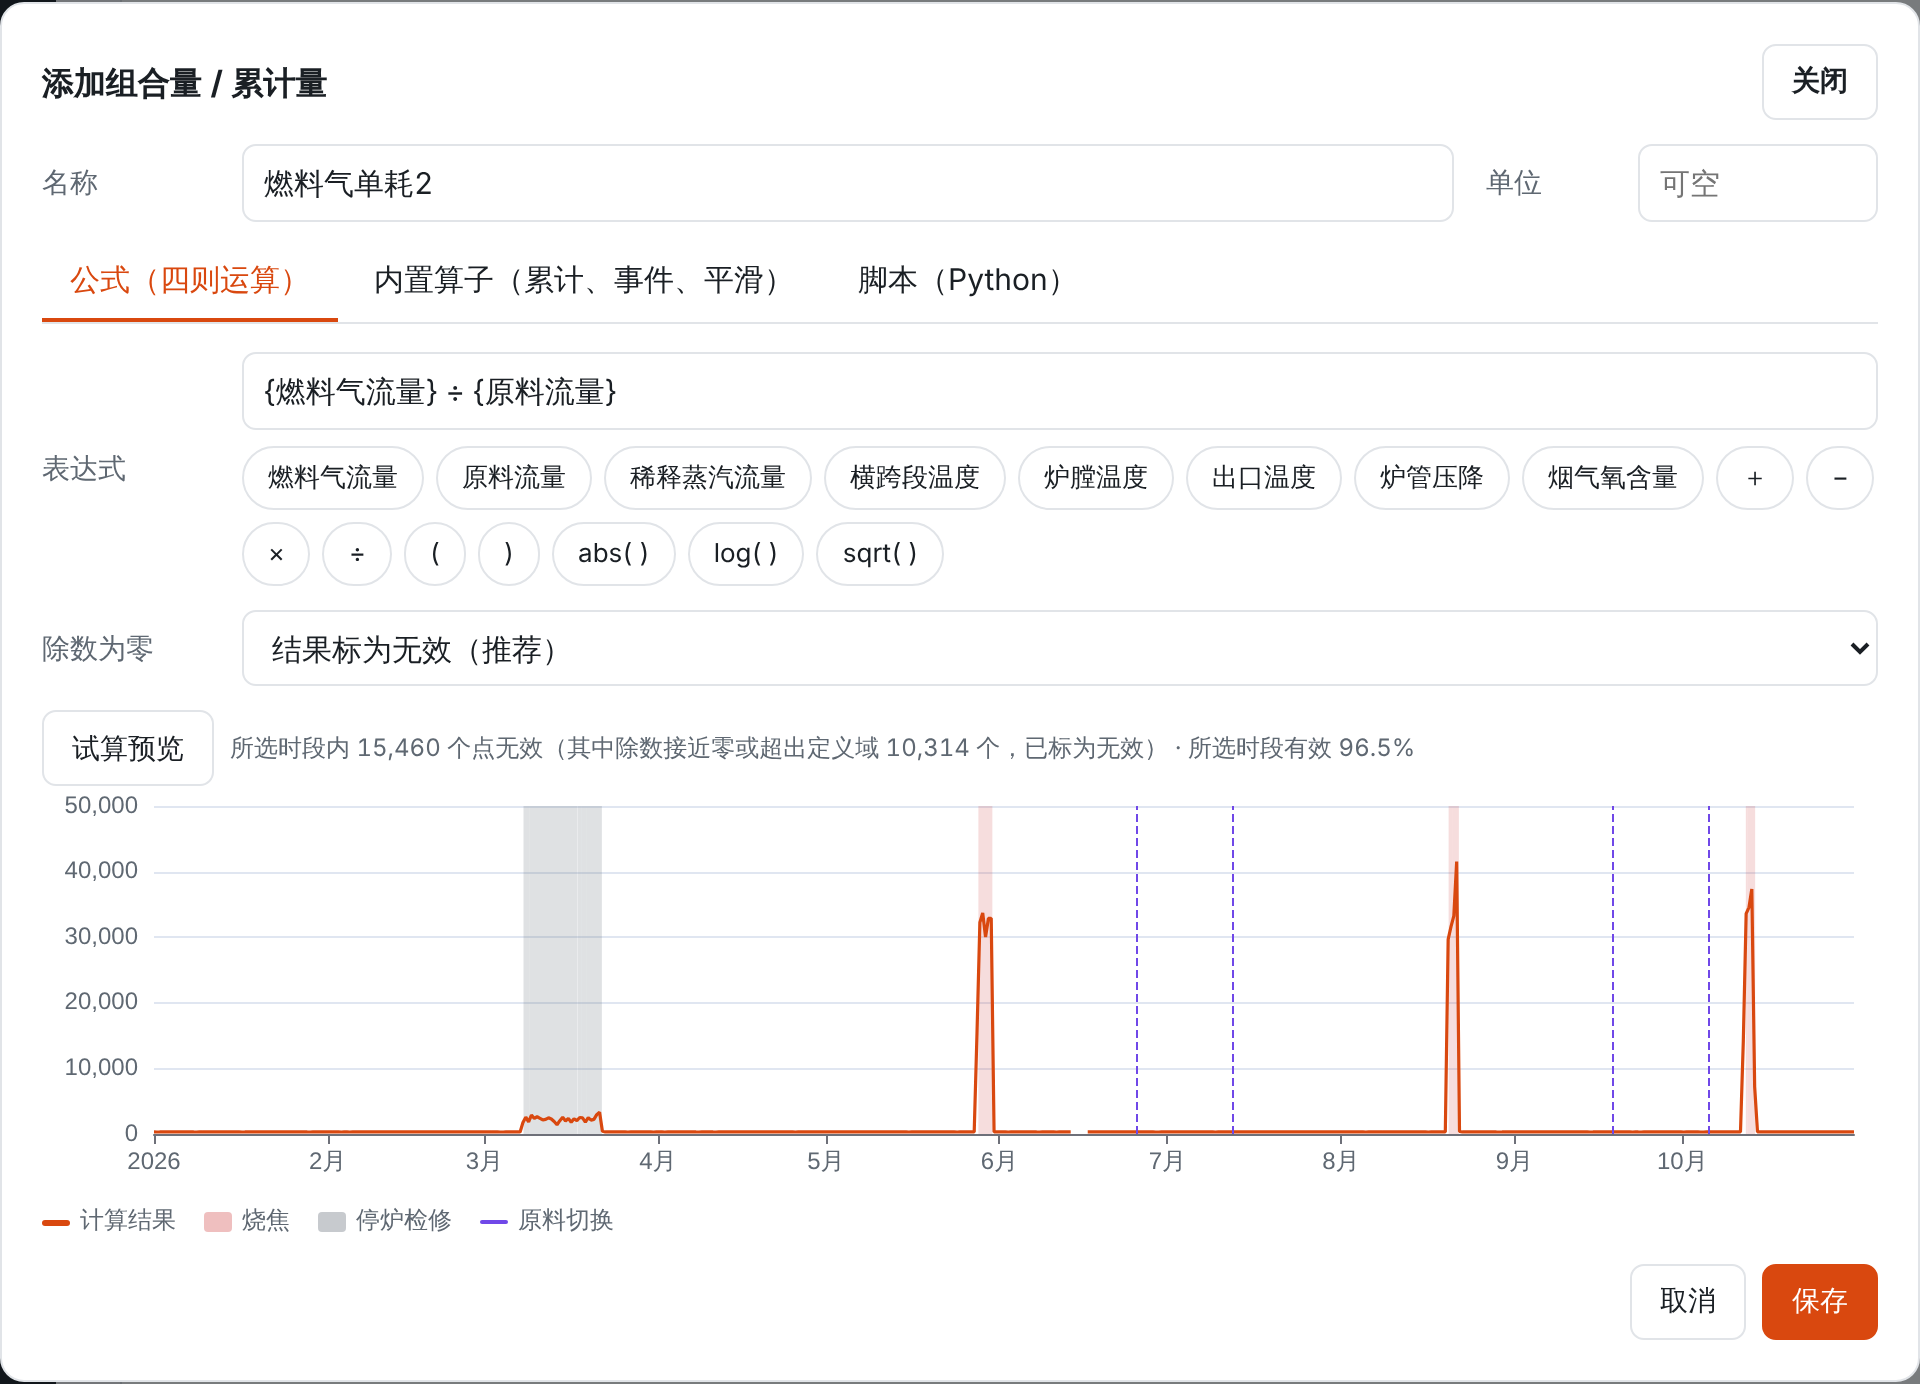 添加组合量 / 累计量
关闭
名称
燃料气单耗2
单位
可空
公式（四则运算）
内置算子（累计、事件、平滑）
脚本（Python）
表达式
{燃料气流量} ÷ {原料流量}
燃料气流量 原料流量 稀释蒸汽流量 横跨段温度 炉膛温度 出口温度 炉管压降 烟气氧含量 + −
× ÷ ( ) abs( ) log( ) sqrt( )
除数为零
结果标为无效（推荐）
试算预览
所选时段内 15,460 个点无效（其中除数接近零或超出定义域 10,314 个，已标为无效） · 所选时段有效 96.5%
50,000
40,000
30,000
20,000
10,000
0
2026 2月 3月 4月 5月 6月 7月 8月 9月 10月
计算结果 烧焦 停炉检修 原料切换
取消
保存